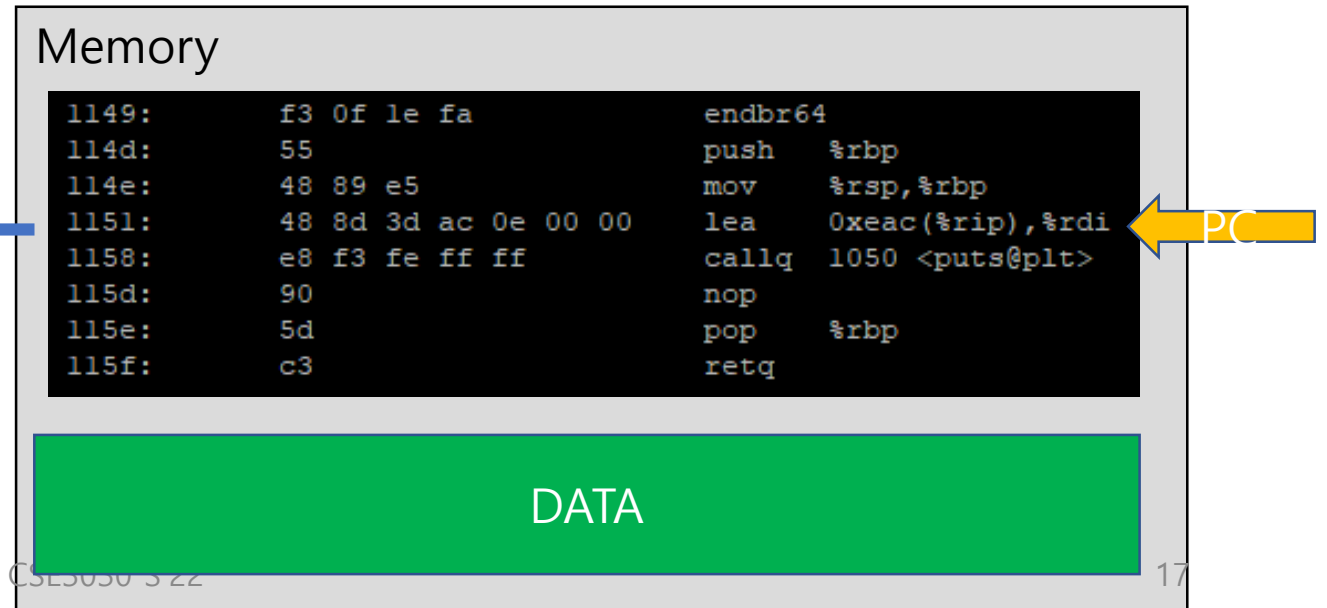 Memory
1149: f3 0f 1e fa endbr64
114d: 55 push %rbp
114e: 48 89 e5 mov %rsp,%rbp
1151: 48 8d 3d ac 0e 00 00 lea 0xeac(%rip),%rdi
PC
1158: e8 f3 fe ff ff callq 1050 <puts@plt>
115d: 90 nop
115e: 5d pop %rbp
115f: c3 retq
DATA
17